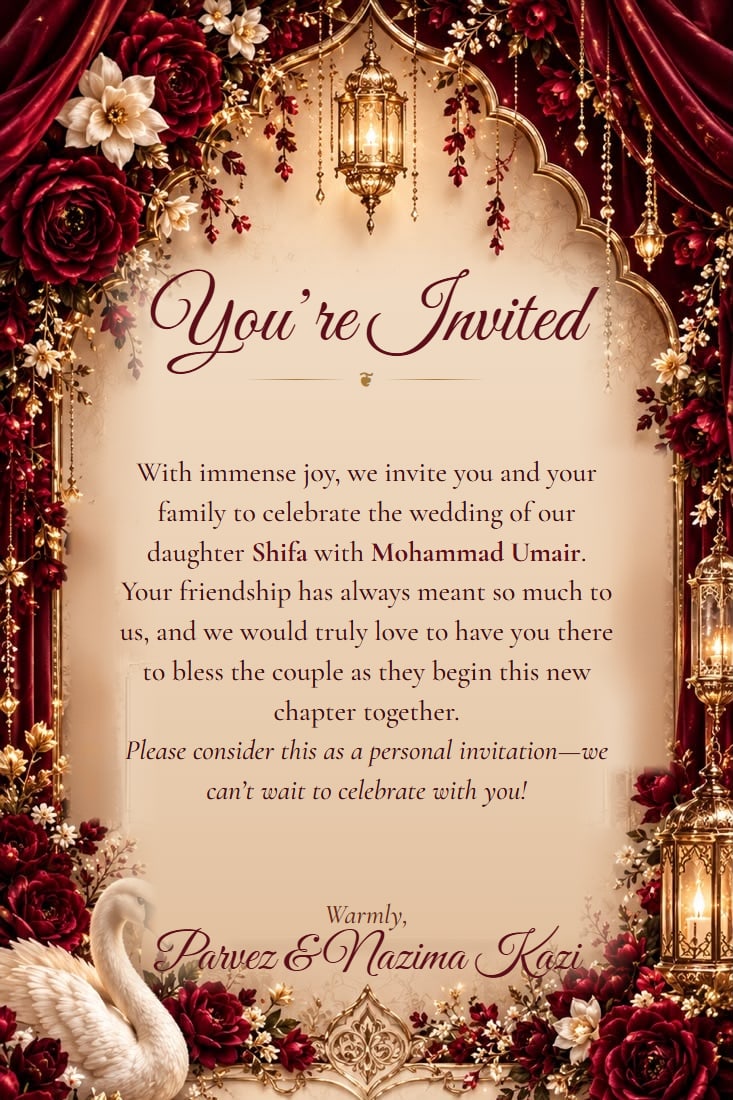 You’re Invited
With immense joy, we invite you and your
family to celebrate the wedding of our
daughter Shifa with Mohammad Umair.
Your friendship has always meant so much to
us, and we would truly love to have you there
to bless the couple as they begin this new
chapter together.
Please consider this as a personal invitation—we
can’t wait to celebrate with you!
Warmly,
Parvez & Nazima Kazi